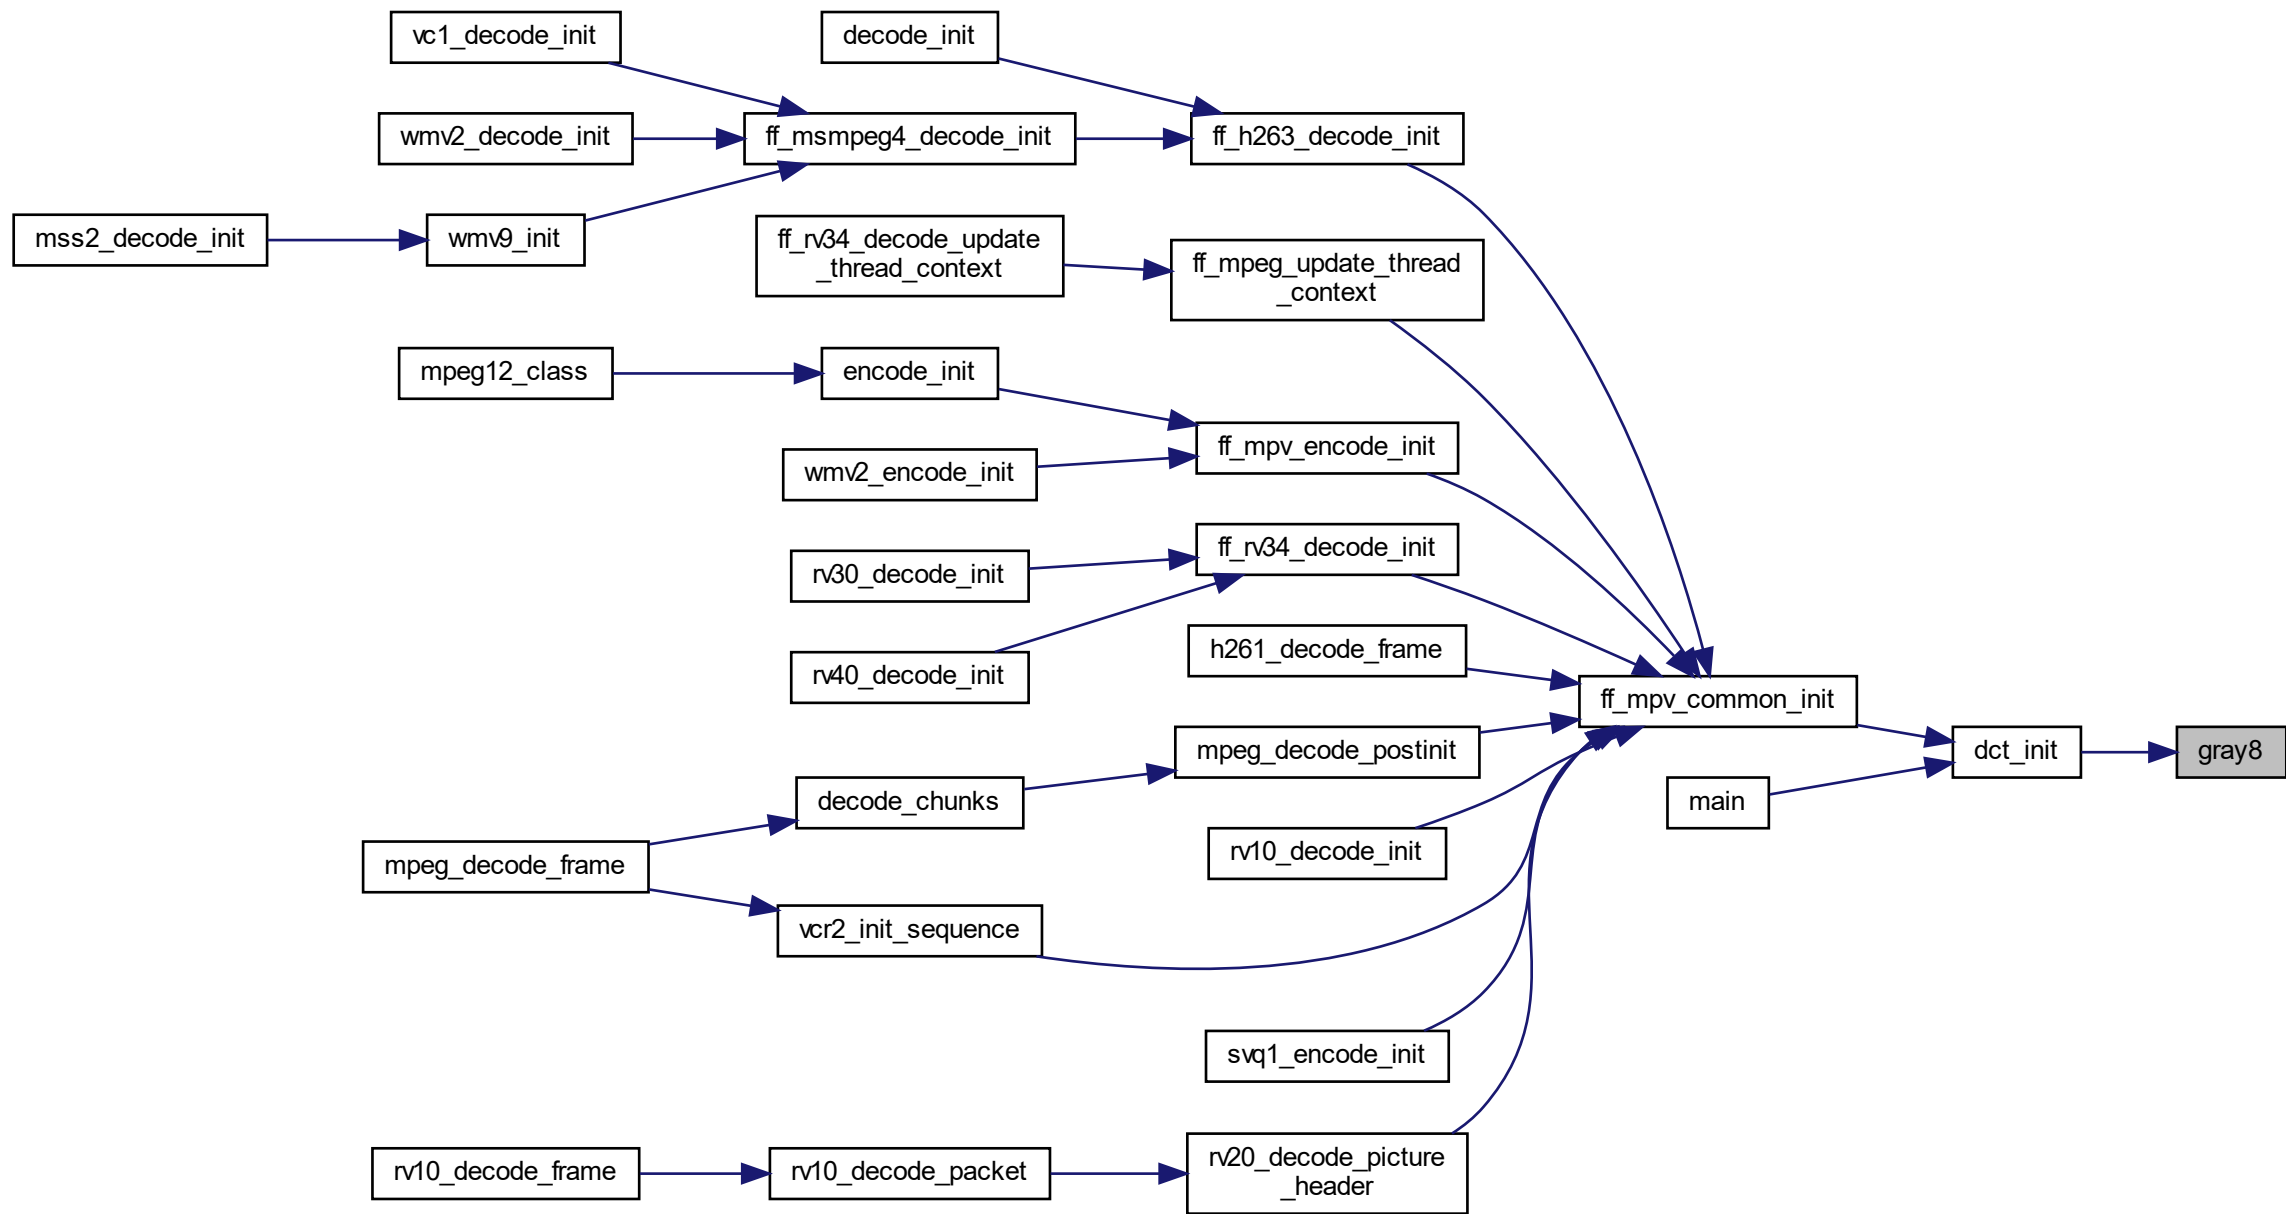 vc1_decode_init
decode_init
wmv2_decode_init
ff_msmpeg4_decode_init
ff_h263_decode_init
mss2_decode_init
wmv9_init
ff_rv34_decode_update
_thread_context
ff_mpeg_update_thread
_context
mpeg12_class
encode_init
ff_mpv_encode_init
wmv2_encode_init
ff_rv34_decode_init
rv30_decode_init
h261_decode_frame
rv40_decode_init
ff_mpv_common_init
mpeg_decode_postinit
dct_init
gray8
decode_chunks
main
mpeg_decode_frame
rv10_decode_init
vcr2_init_sequence
svq1_encode_init
rv10_decode_frame
rv10_decode_packet
rv20_decode_picture
_header